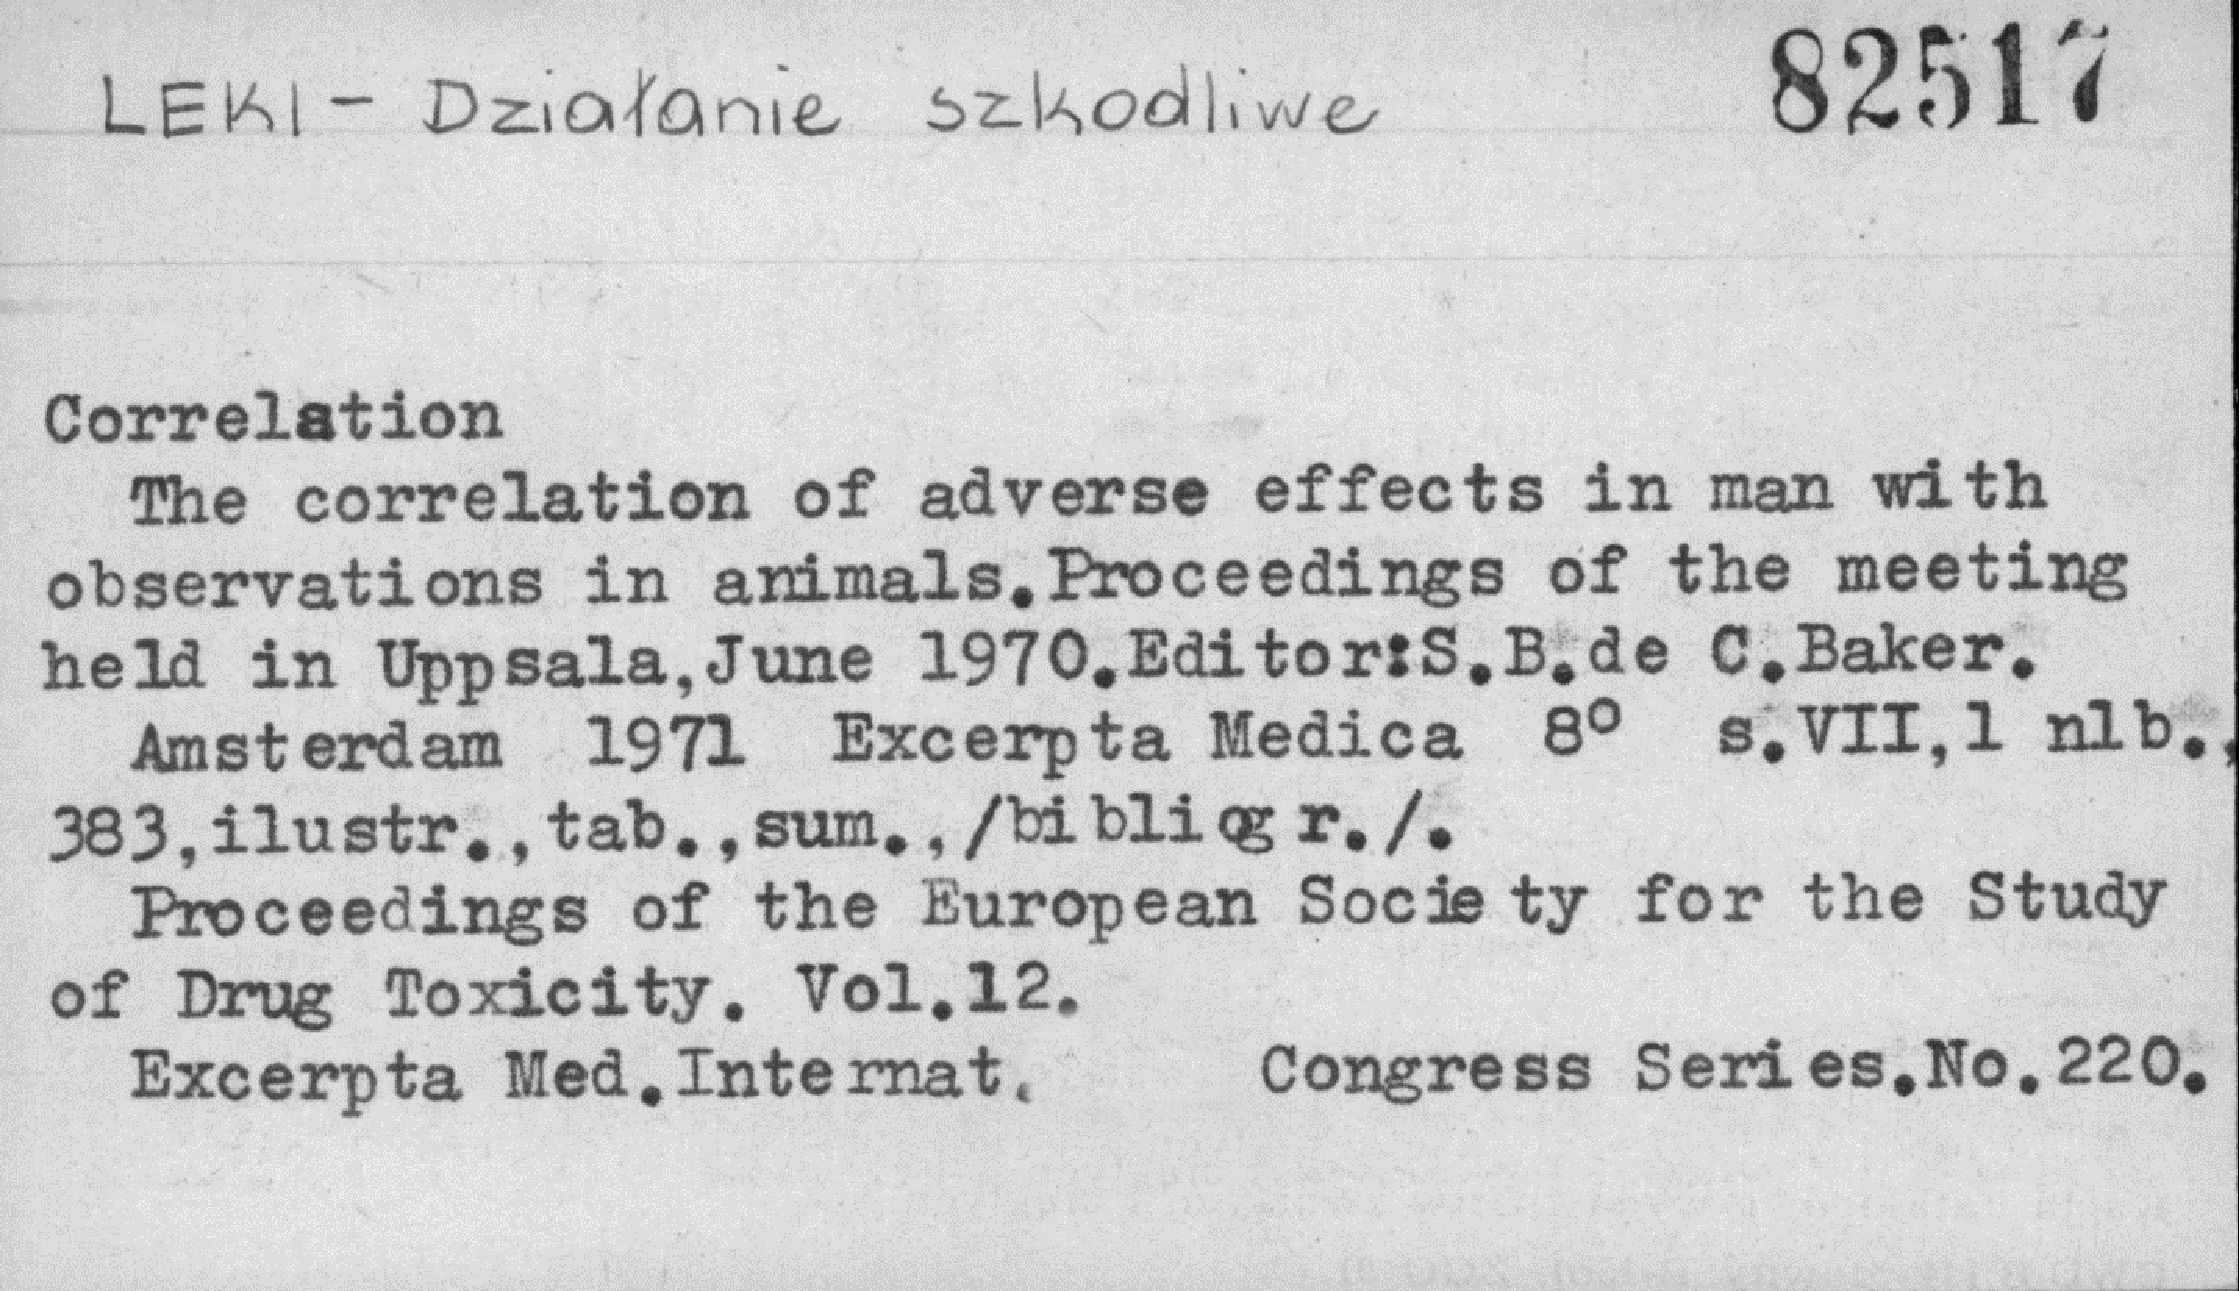 LEKI - Działanie szkodliwe 82517
Correlation
The correlation of adverse effects in man with
observations in animals.Proceedings of the meeting
held in Uppsala,June 1970.Editor:S.B.de C.Baker.
Amsterdam 1971 Excerpta Medica 8° s.VII,1 nlb.,
383,ilustr.,tab.,sum.,/bibliogr./.
Proceedings of the European Society for the Study
of Drug Toxicity. Vol.12.
Excerpta Med.Internat. Congress Series.No.220.